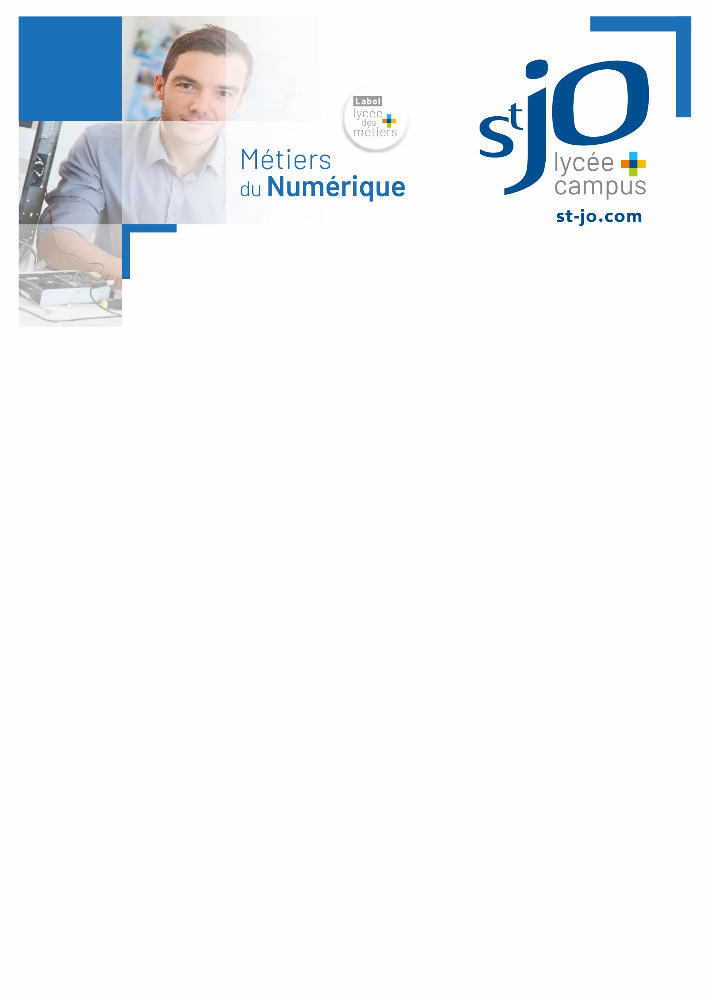 Label
lycée
des
métiers
Métiers
du Numérique
st jo
lycée
campus
st-jo.com